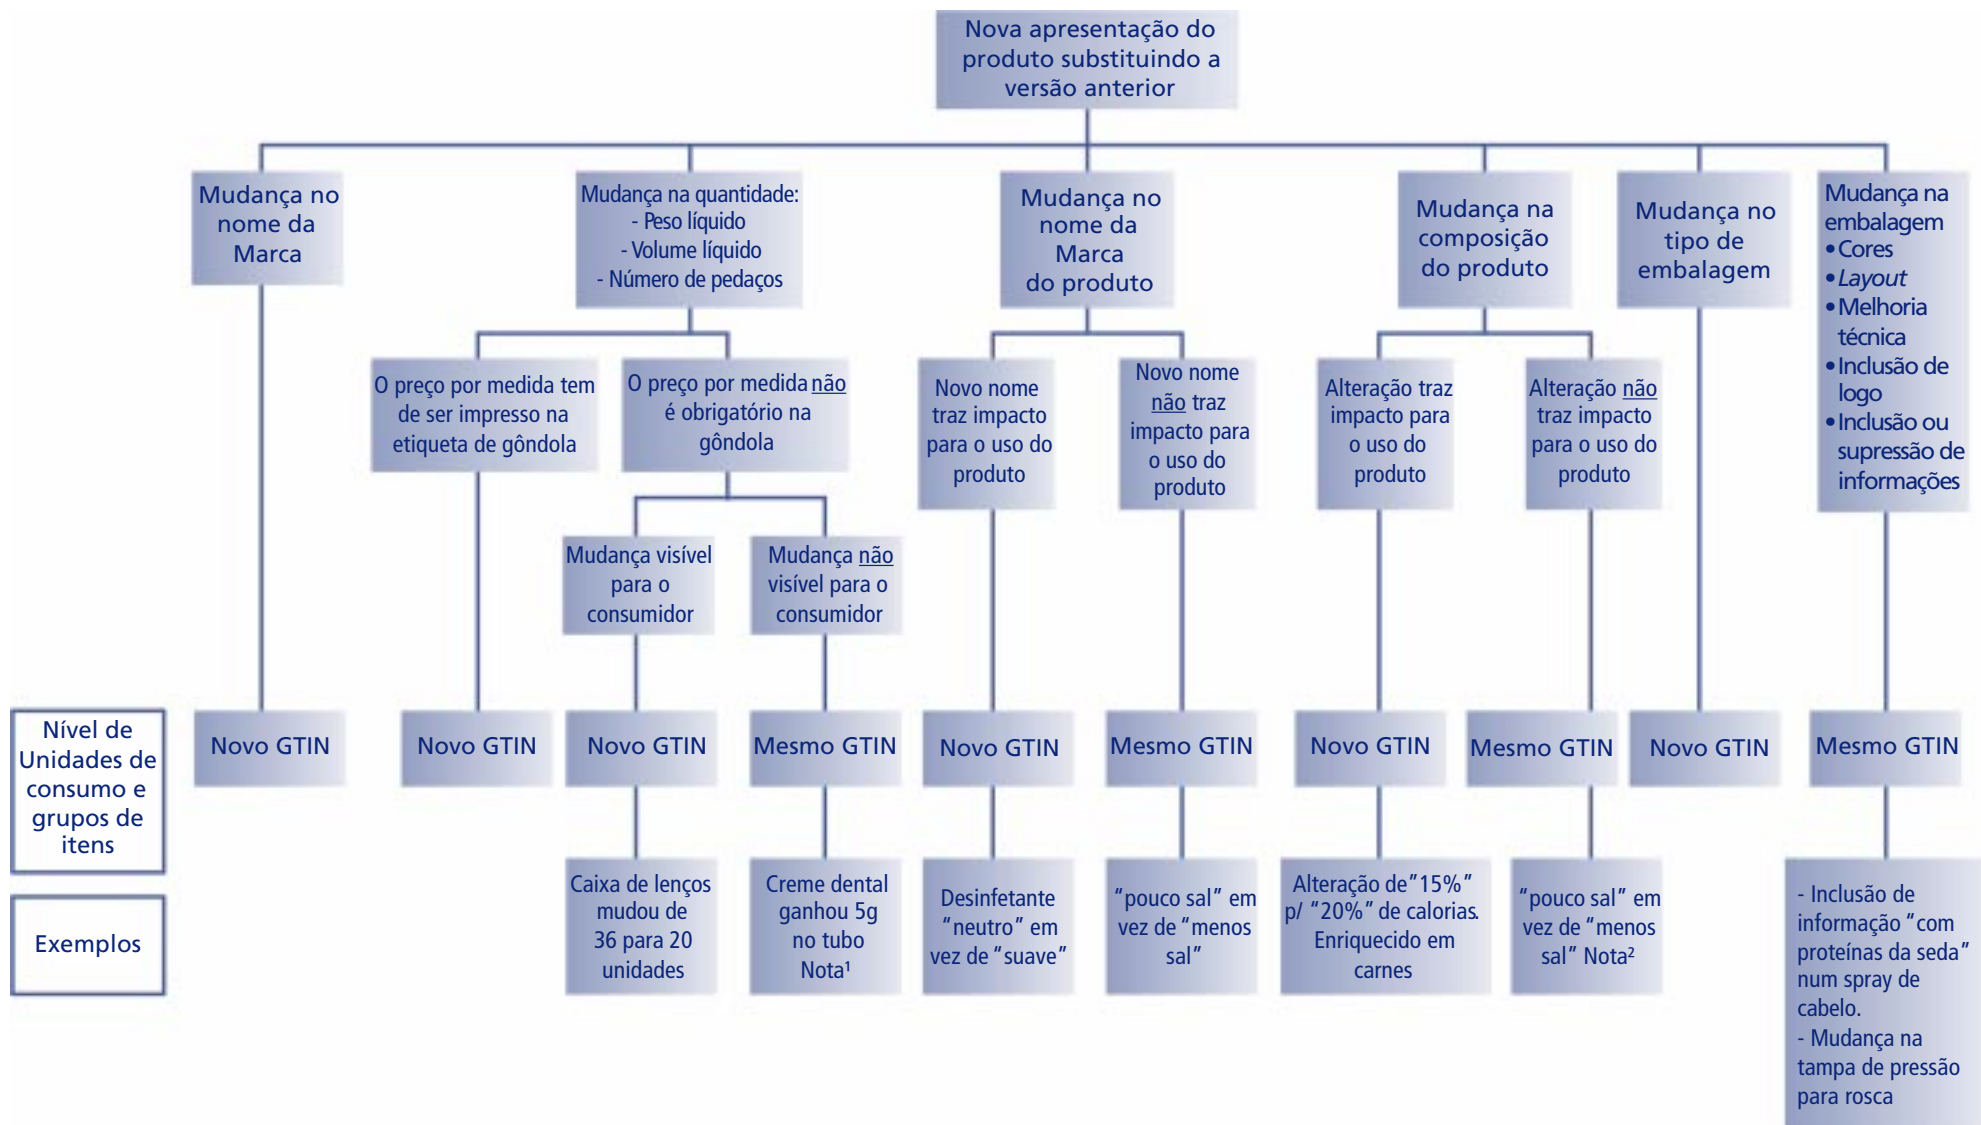 Nova apresentação do
produto substituindo a
versão anterior
Mudança no
nome da
Marca
Mudança na quantidade:
- Peso líquido
- Volume líquido
- Número de pedaços
Mudança no
nome da
Marca
do produto
Mudança na
composição
do produto
Mudança no
tipo de
embalagem
Mudança na
embalagem
• Cores
• Layout
• Melhoria
técnica
• Inclusão de
logo
• Inclusão ou
supressão de
informações
O preço por medida tem
de ser impresso na
etiqueta de gôndola
O preço por medida não
é obrigatório na
gôndola
Novo nome
traz impacto
para o uso do
produto
Novo nome
não traz
impacto para
o uso do
produto
Alteração traz
impacto para
o uso do
produto
Alteração não
traz impacto
para o uso do
produto
Mudança visível
para o
consumidor
Mudança não
visível para o
consumidor
Nível de
Unidades de
consumo e
grupos de
itens
Novo GTIN
Novo GTIN
Novo GTIN
Mesmo GTIN
Novo GTIN
Mesmo GTIN
Novo GTIN
Mesmo GTIN
Novo GTIN
Mesmo GTIN
Exemplos
Caixa de lenços
mudou de
36 para 20
unidades
Creme dental
ganhou 5g
no tubo
Nota¹
Desinfetante
“neutro” em
vez de “suave”
“pouco sal” em
vez de “menos
sal”
Alteração de “15%”
p/ “20%” de calorias.
Enriquecido em
carnes
“pouco sal” em
vez de “menos
sal” Nota²
- Inclusão de
informação “com
proteínas da seda”
num spray de
cabelo.
- Mudança na
tampa de pressão
para rosca